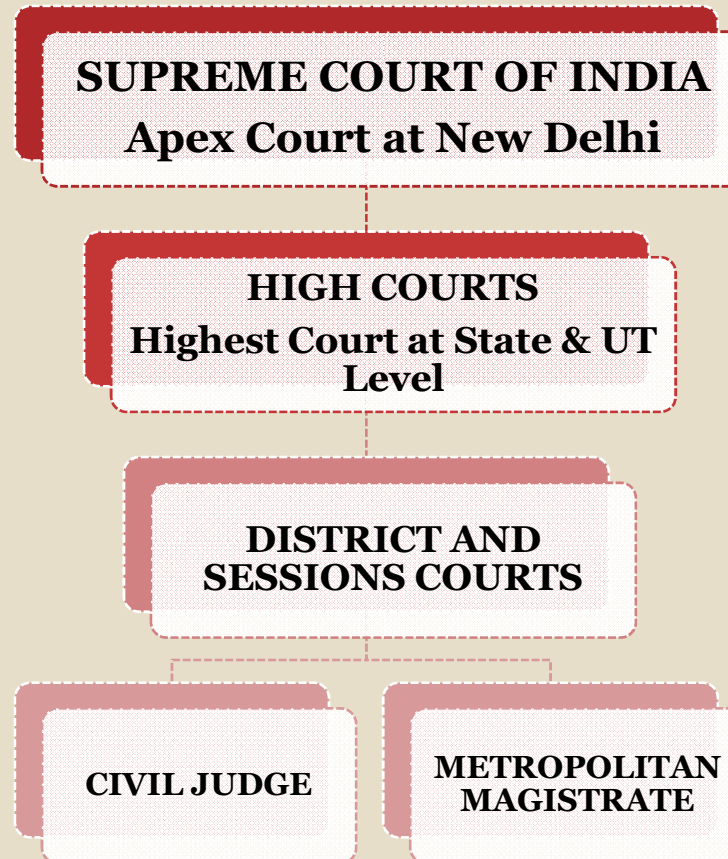 SUPREME COURT OF INDIA
Apex Court at New Delhi
HIGH COURTS
Highest Court at State & UT
Level
DISTRICT AND
SESSIONS COURTS
CIVIL JUDGE
METROPOLITAN
MAGISTRATE